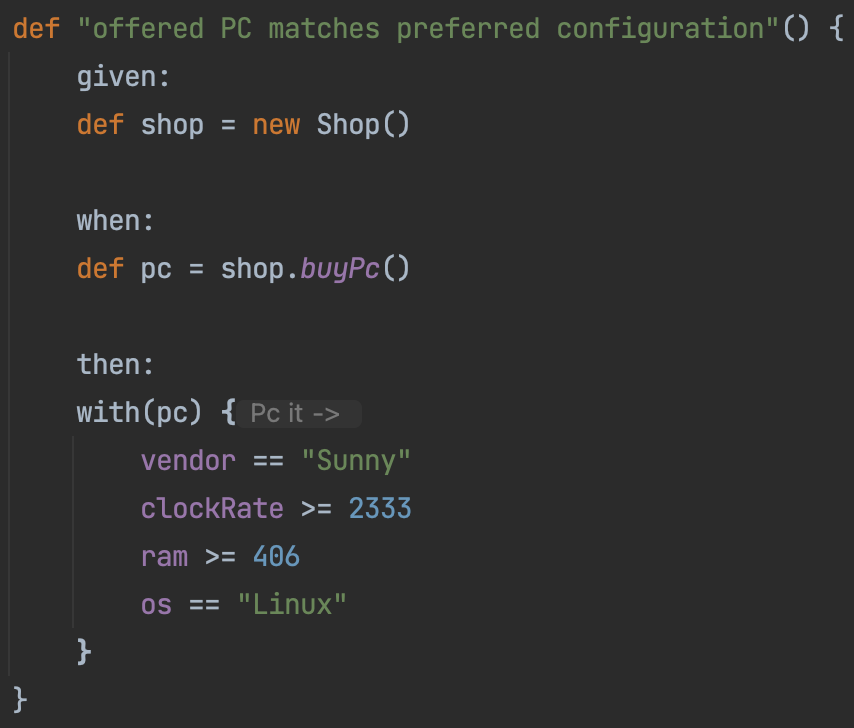 def "offered PC matches preferred configuration"() {
    given:
    def shop = new Shop()

    when:
    def pc = shop.buyPc()

    then:
    with(pc) { Pc it ->
        vendor == "Sunny"
        clockRate >= 2333
        ram >= 406
        os == "Linux"
    }
}